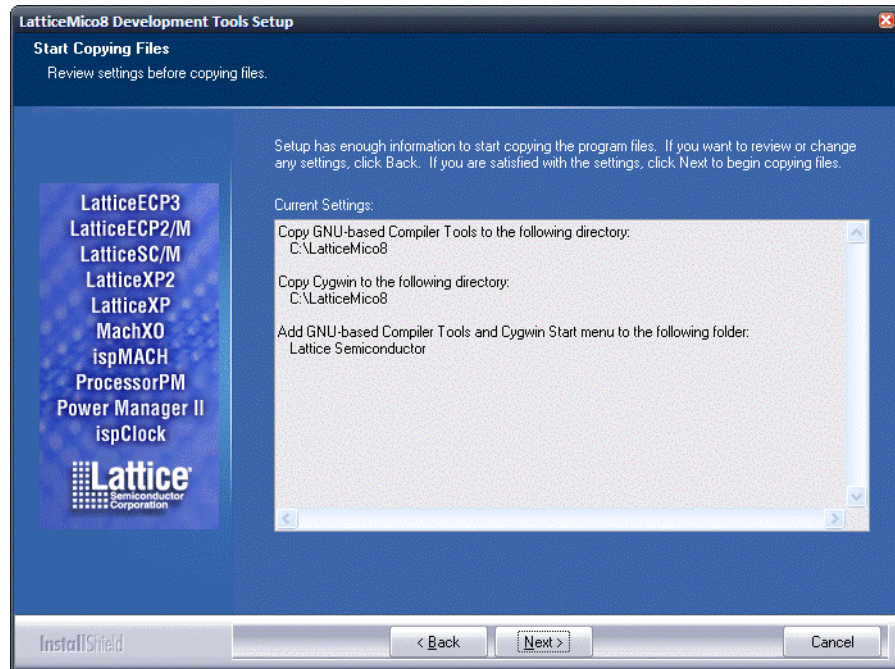 LatticeMico8 Development Tools Setup
Start Copying Files
Review settings before copying files.
Setup has enough information to start copying the program files. If you want to review or change
any settings, click Back. If you are satisfied with the settings, click Next to begin copying files.
LatticeECP3
LatticeECP2/M
LatticeSC/M
LatticeXP2
LatticeXP
MachXO
ispMACH
ProcessorPM
Power Manager II
ispClock
Lattice
Semiconductor
Corporation
Current Settings:
Copy GNU-based Compiler Tools to the following directory:
C:\LatticeMico8
Copy Cygwin to the following directory:
C:\LatticeMico8
Add GNU-based Compiler Tools and Cygwin Start menu to the following folder:
Lattice Semiconductor
InstallShield
< Back
Next >
Cancel